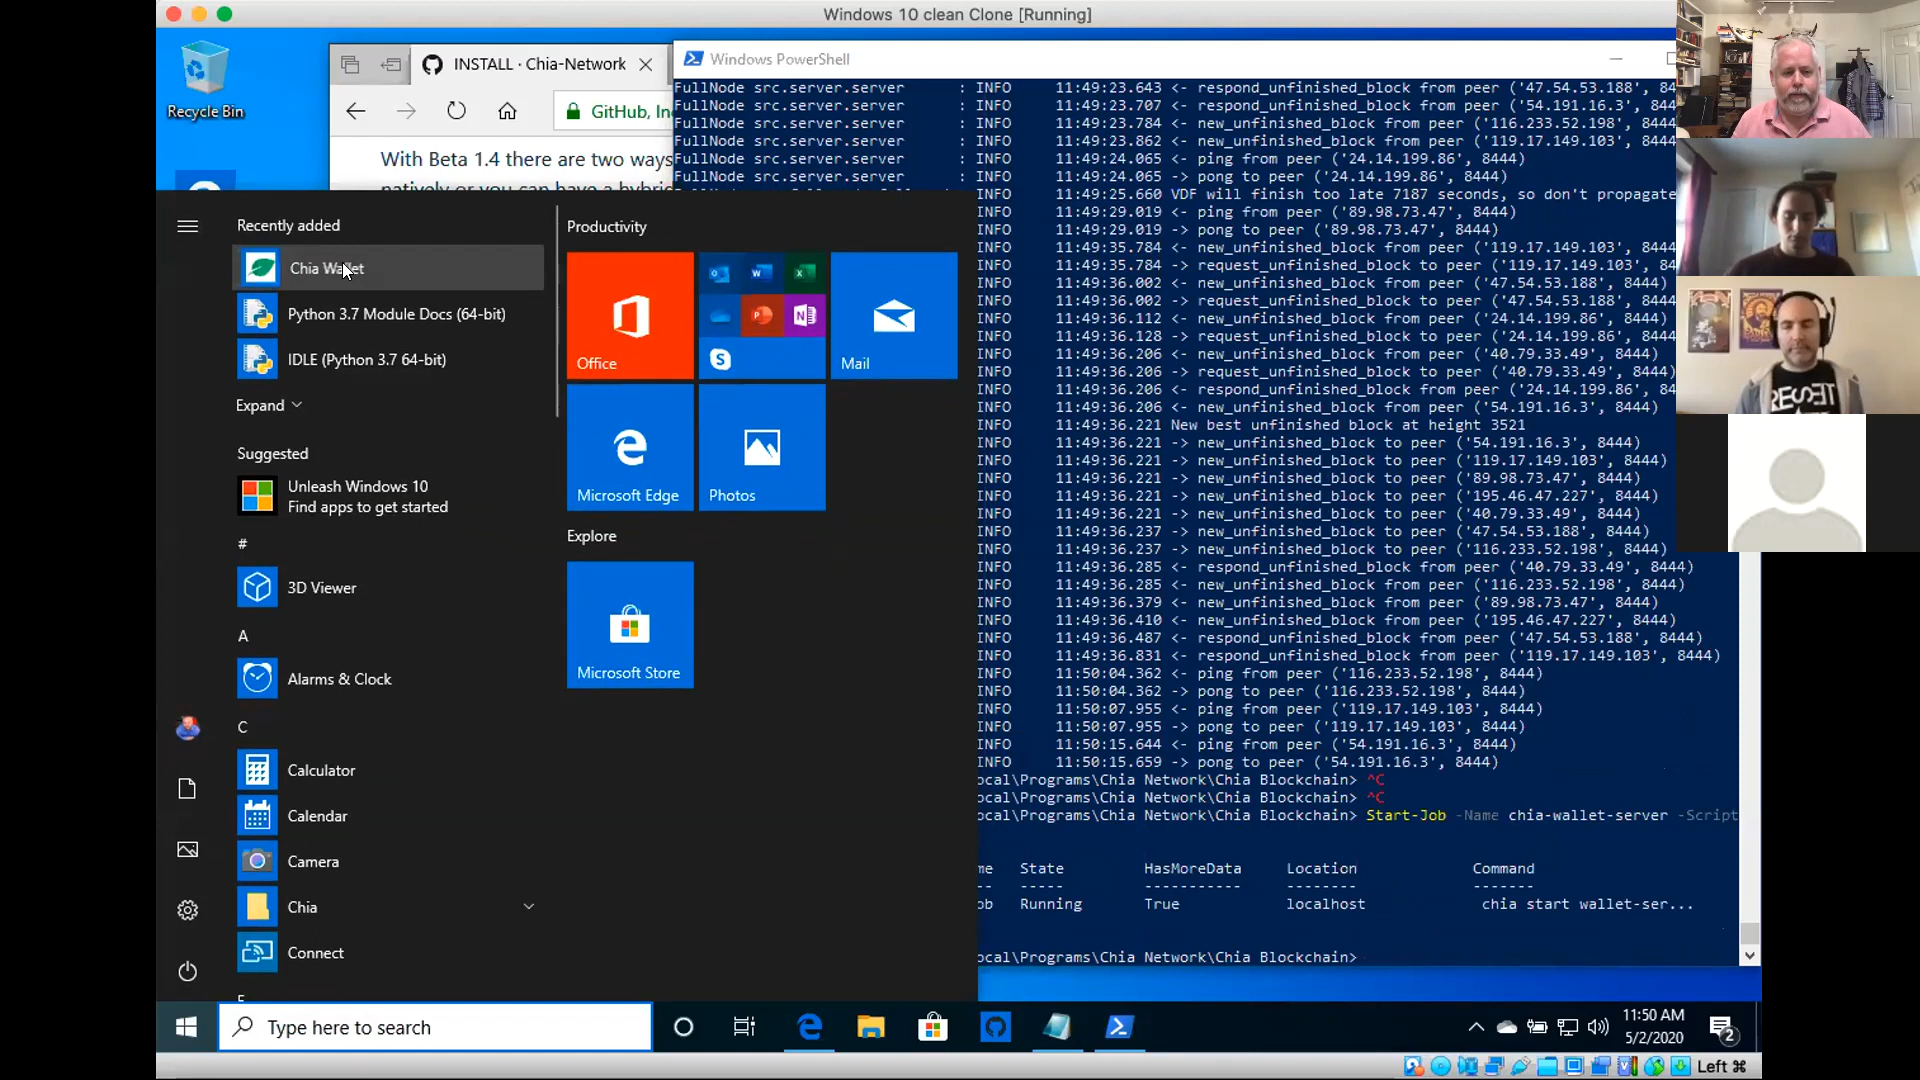 Windows 10 clean Clone [Running]
Recycle Bin
INSTALL · Chia-Network
GitHub, In
With Beta 1.4 there are two ways
Windows PowerShell
FullNode src.server.server : INFO 11:49:23.643 <- respond_unfinished_block from peer ('47.54.53.188', 8
FullNode src.server.server : INFO 11:49:23.707 <- new_unfinished_block from peer ('54.191.16.3', 8444
FullNode src.server.server : INFO 11:49:23.784 <- new_unfinished_block from peer ('116.233.52.198', 8
FullNode src.server.server : INFO 11:49:23.862 <- new_unfinished_block from peer ('119.17.149.103', 8
FullNode src.server.server : INFO 11:49:24.065 <- ping from peer ('24.14.199.86', 8444)
FullNode src.server.server : INFO 11:49:24.065 -> pong to peer ('24.14.199.86', 8444)
11:49:25.660 VDF will finish too late 7187 seconds, so don't propagate
INFO 11:49:29.019 <- ping from peer ('89.98.73.47', 8444)
INFO 11:49:29.019 -> pong to peer ('89.98.73.47', 8444)
INFO 11:49:35.784 <- new_unfinished_block from peer ('119.17.149.103', 8
INFO 11:49:35.784 -> request_unfinished_block to peer ('119.17.149.103',
INFO 11:49:36.002 <- new_unfinished_block from peer ('47.54.53.188', 844
INFO 11:49:36.002 -> request_unfinished_block to peer ('47.54.53.188', 8
INFO 11:49:36.112 <- new_unfinished_block from peer ('24.14.199.86', 844
INFO 11:49:36.128 -> request_unfinished_block to peer ('24.14.199.86', 8
INFO 11:49:36.206 <- new_unfinished_block from peer ('40.79.33.49', 8444
INFO 11:49:36.206 -> request_unfinished_block to peer ('40.79.33.49', 84
INFO 11:49:36.206 <- respond_unfinished_block from peer ('24.14.199.86',
INFO 11:49:36.206 <- new_unfinished_block from peer ('54.191.16.3', 8444
INFO 11:49:36.221 New best unfinished block at height 3521
INFO 11:49:36.221 -> new_unfinished_block to peer ('54.191.16.3', 8444)
INFO 11:49:36.221 -> new_unfinished_block to peer ('119.17.149.103', 8444)
INFO 11:49:36.221 -> new_unfinished_block to peer ('89.98.73.47', 8444)
INFO 11:49:36.221 -> new_unfinished_block to peer ('195.46.47.227', 8444)
INFO 11:49:36.221 -> new_unfinished_block to peer ('40.79.33.49', 8444)
INFO 11:49:36.237 -> new_unfinished_block to peer ('47.54.53.188', 8444)
INFO 11:49:36.237 -> new_unfinished_block to peer ('116.233.52.198', 8444)
INFO 11:49:36.285 <- respond_unfinished_block from peer ('40.79.33.49', 8444)
INFO 11:49:36.285 <- new_unfinished_block from peer ('116.233.52.198', 8444)
INFO 11:49:36.379 <- new_unfinished_block from peer ('89.98.73.47', 8444)
INFO 11:49:36.410 <- new_unfinished_block from peer ('195.46.47.227', 8444)
INFO 11:49:36.487 <- respond_unfinished_block from peer ('47.54.53.188', 8444)
INFO 11:49:36.831 <- respond_unfinished_block from peer ('119.17.149.103', 8444)
INFO 11:50:04.362 <- ping from peer ('116.233.52.198', 8444)
INFO 11:50:04.362 -> pong to peer ('116.233.52.198', 8444)
INFO 11:50:07.955 <- ping from peer ('119.17.149.103', 8444)
INFO 11:50:07.955 -> pong to peer ('119.17.149.103', 8444)
INFO 11:50:15.644 <- ping from peer ('54.191.16.3', 8444)
INFO 11:50:15.659 -> pong to peer ('54.191.16.3', 8444)
ocal\Programs\Chia Network\Chia Blockchain> ^C
ocal\Programs\Chia Network\Chia Blockchain> ^C
ocal\Programs\Chia Network\Chia Blockchain> Start-Job -Name chia-wallet-server -Script
me State HasMoreData Location Command
-- ----- ----------- -------- -------
ob Running True localhost chia start wallet-ser...
ocal\Programs\Chia Network\Chia Blockchain>
Recently added
Chia Wallet
Python 3.7 Module Docs (64-bit)
IDLE (Python 3.7 64-bit)
Expand
Suggested
Unleash Windows 10
Find apps to get started
#
3D Viewer
A
Alarms & Clock
C
Calculator
Calendar
Camera
Chia
Connect
Productivity
Office
Mail
Microsoft Edge
Photos
Explore
Microsoft Store
RESET
Type here to search
11:50 AM
5/2/2020
2
Left ⌘